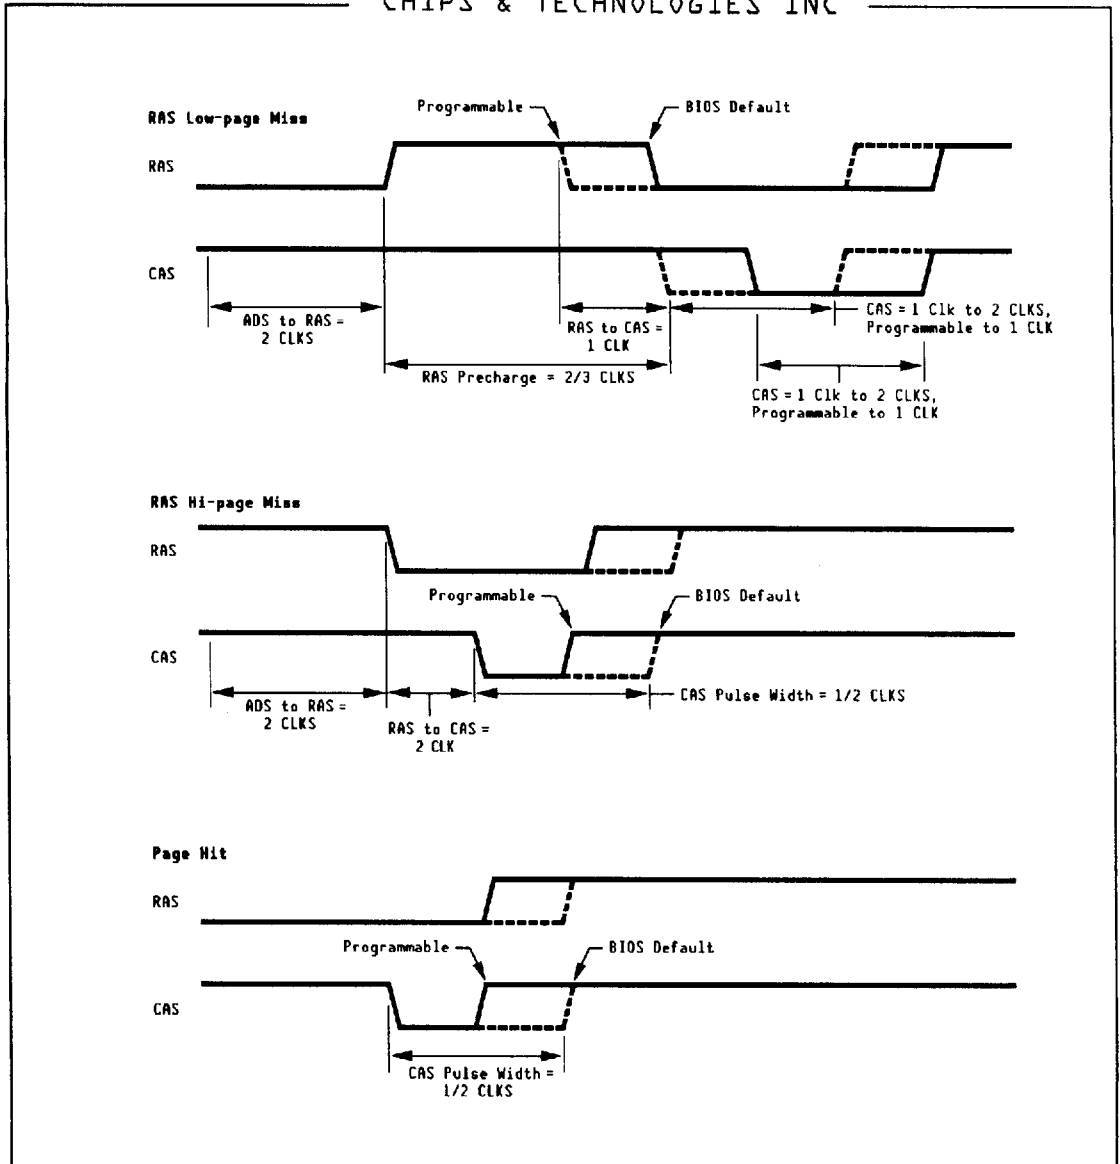 CHIPS & TECHNOLOGIES INC
Programmable
BIOS Default
RAS Low-page Miss
RAS
CAS
ADS to RAS =
2 CLKS
RAS to CAS =
1 CLK
CAS = 1 Clk to 2 CLKS,
Programmable to 1 CLK
RAS Precharge = 2/3 CLKS
CAS = 1 Clk to 2 CLKS,
Programmable to 1 CLK
RAS Hi-page Miss
RAS
Programmable
BIOS Default
CAS
ADS to RAS =
2 CLKS
RAS to CAS =
2 CLK
CAS Pulse Width = 1/2 CLKS
Page Hit
RAS
Programmable
BIOS Default
CAS
CAS Pulse Width =
1/2 CLKS